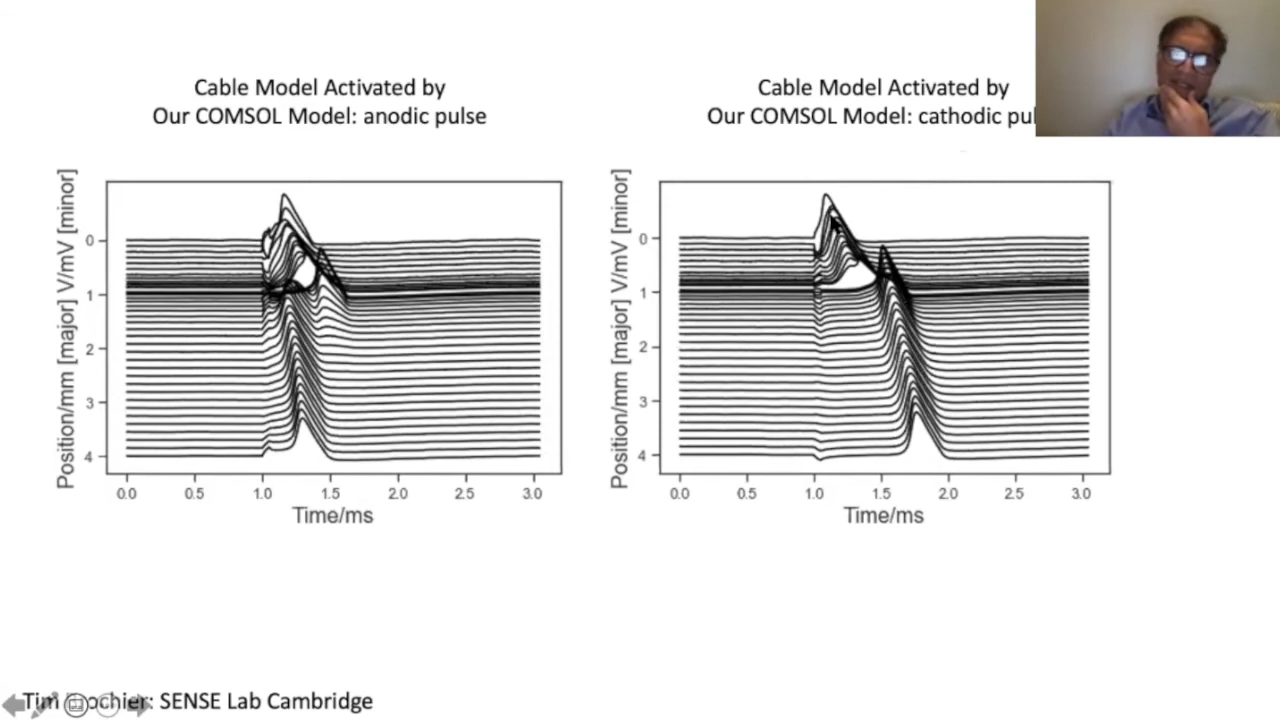 Cable Model Activated by
Our COMSOL Model: anodic pulse
Cable Model Activated by
Our COMSOL Model: cathodic
Position/mm [major] V/mV [minor]
0
1
2
3
4
0.0 0.5 1.0 1.5 2.0 2.5 3.0
Time/ms
Position/mm [major] V/mV [minor]
0
1
2
3
4
0.0 0.5 1.0 1.5 2.0 2.5 3.0
Time/ms
Tim : SENSE Lab Cambridge